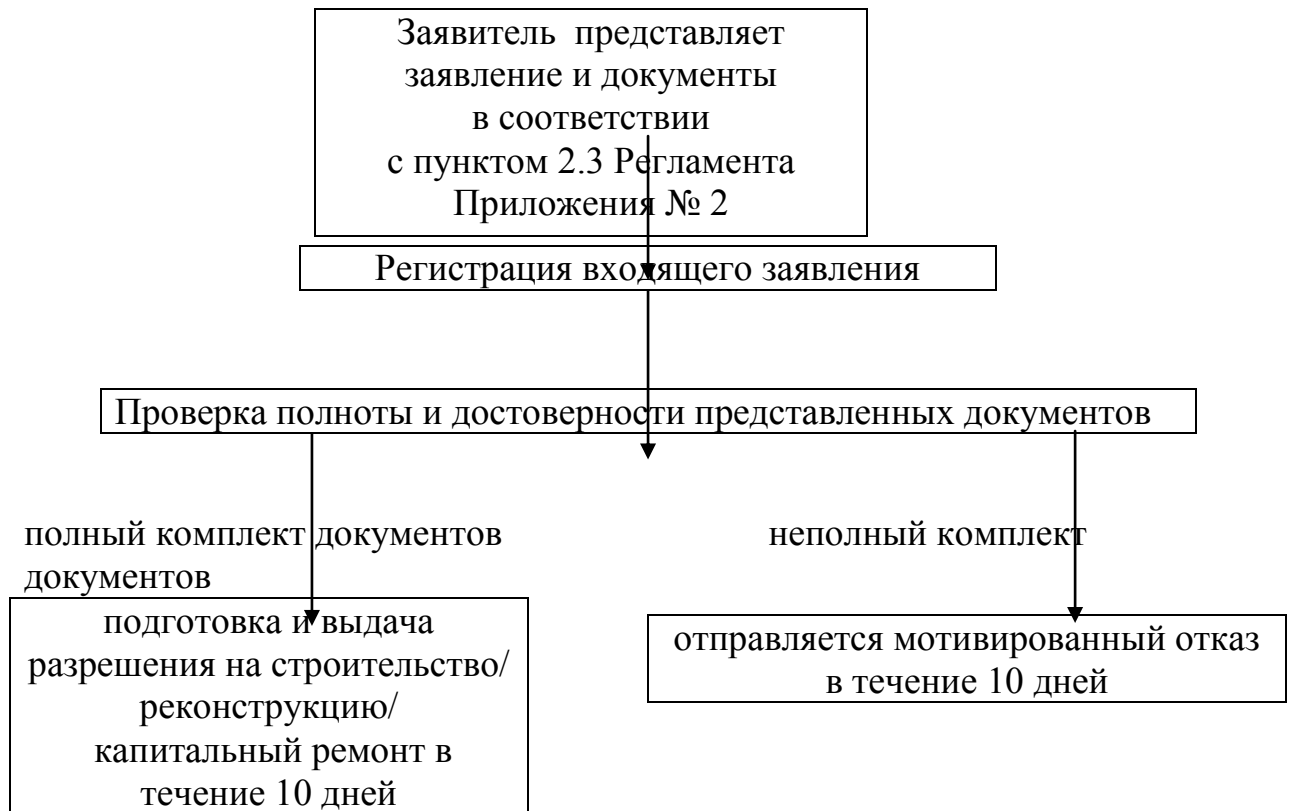 Заявитель представляет
заявление и документы
в соответствии
с пунктом 2.3 Регламента
Приложения № 2
Регистрация входящего заявления
Проверка полноты и достоверности представленных документов
полный комплект документов
неполный комплект
документов
подготовка и выдача
разрешения на строительство/
реконструкцию/
капитальный ремонт в
течение 10 дней
отправляется мотивированный отказ
в течение 10 дней